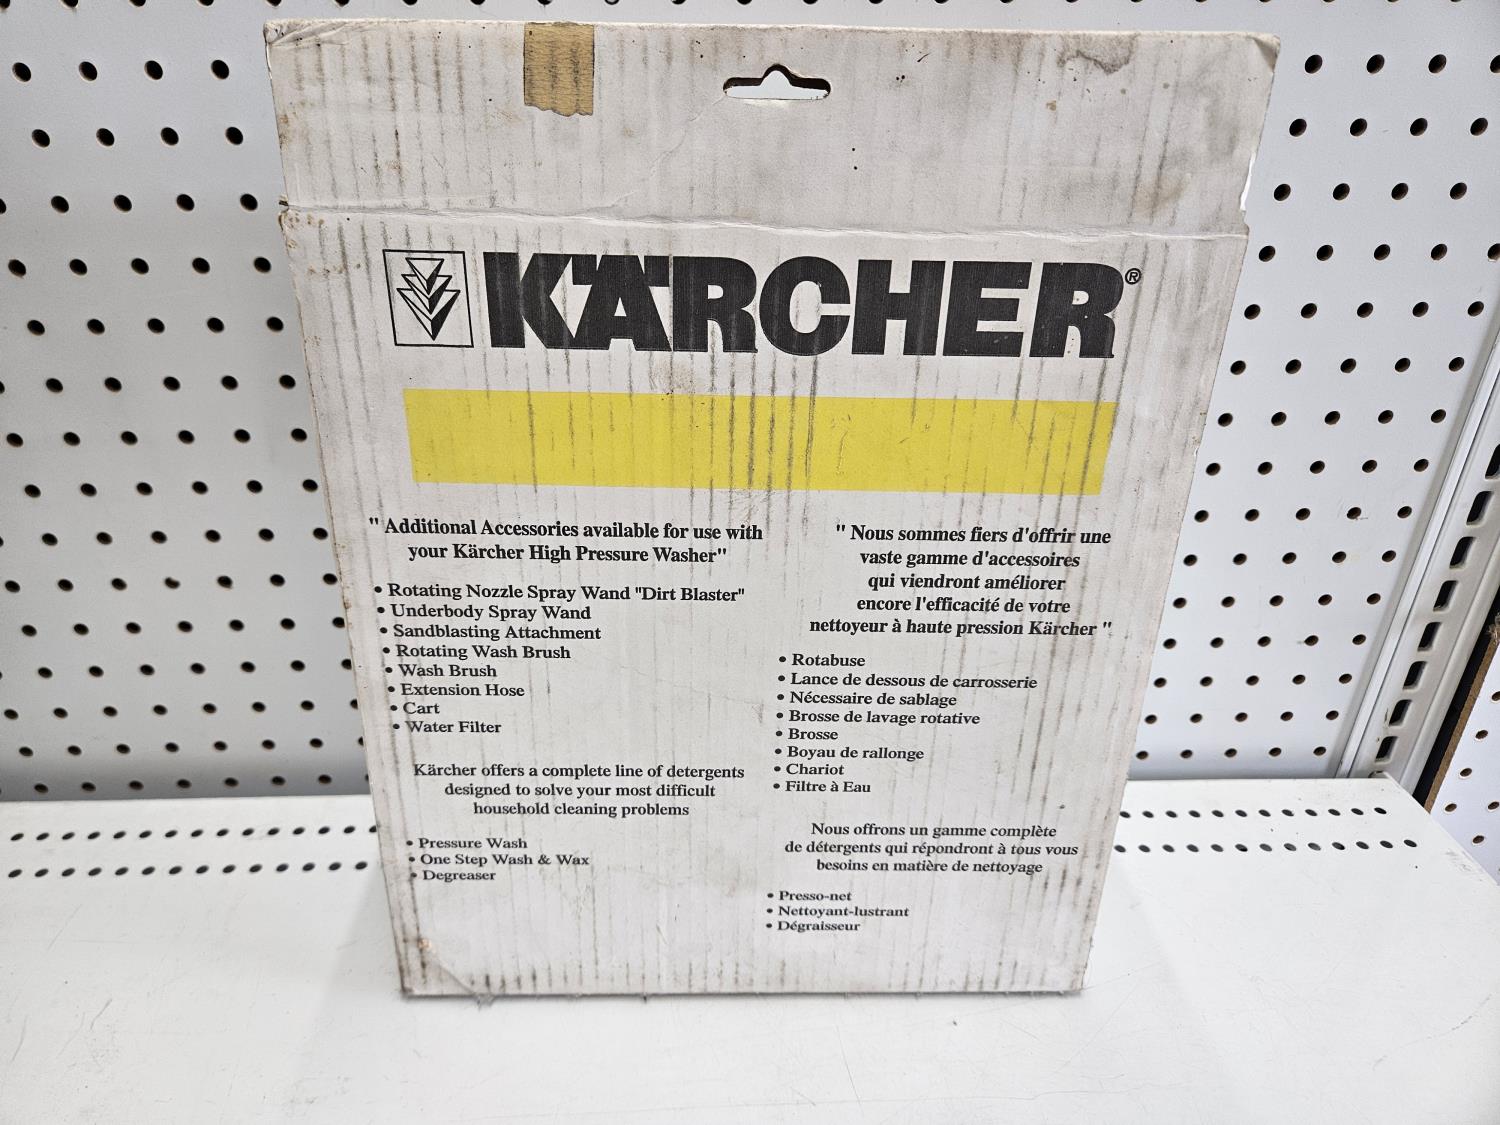 KÄRCHER®
" Additional Accessories available for use with
your Kärcher High Pressure Washer"
• Rotating Nozzle Spray Wand "Dirt Blaster"
• Underbody Spray Wand
• Sandblasting Attachment
• Rotating Wash Brush
• Wash Brush
• Extension Hose
• Cart
• Water Filter
Kärcher offers a complete line of detergents
designed to solve your most difficult
household cleaning problems
• Pressure Wash
• One Step Wash & Wax
• Degreaser
" Nous sommes fiers d'offrir une
vaste gamme d'accessoires
qui viendront améliorer
encore l'efficacité de votre
nettoyeur à haute pression Kärcher "
• Rotabuse
• Lance de dessous de carrosserie
• Nécessaire de sablage
• Brosse de lavage rotative
• Brosse
• Boyau de rallonge
• Chariot
• Filtre à Eau
Nous offrons un gamme complète
de détergents qui répondront à tous vous
besoins en matière de nettoyage
• Presso-net
• Nettoyant-lustrant
• Dégraisseur